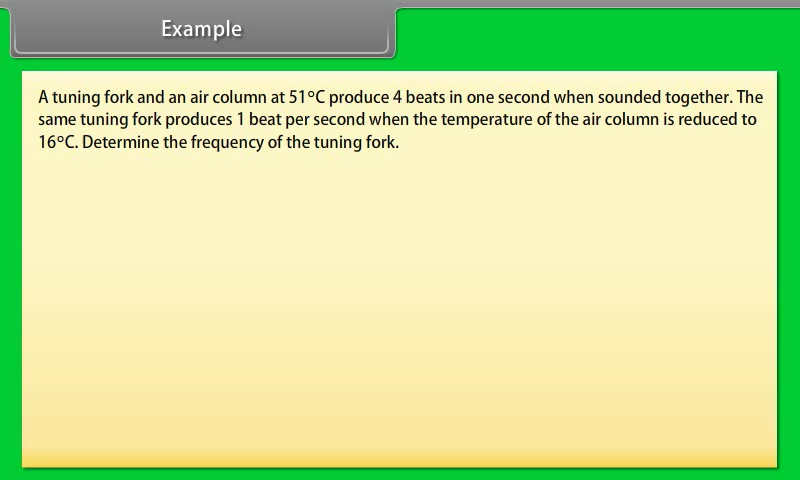 Example
A tuning fork and an air column at 51°C produce 4 beats in one second when sounded together. The
same tuning fork produces 1 beat per second when the temperature of the air column is reduced to
16°C. Determine the frequency of the tuning fork.